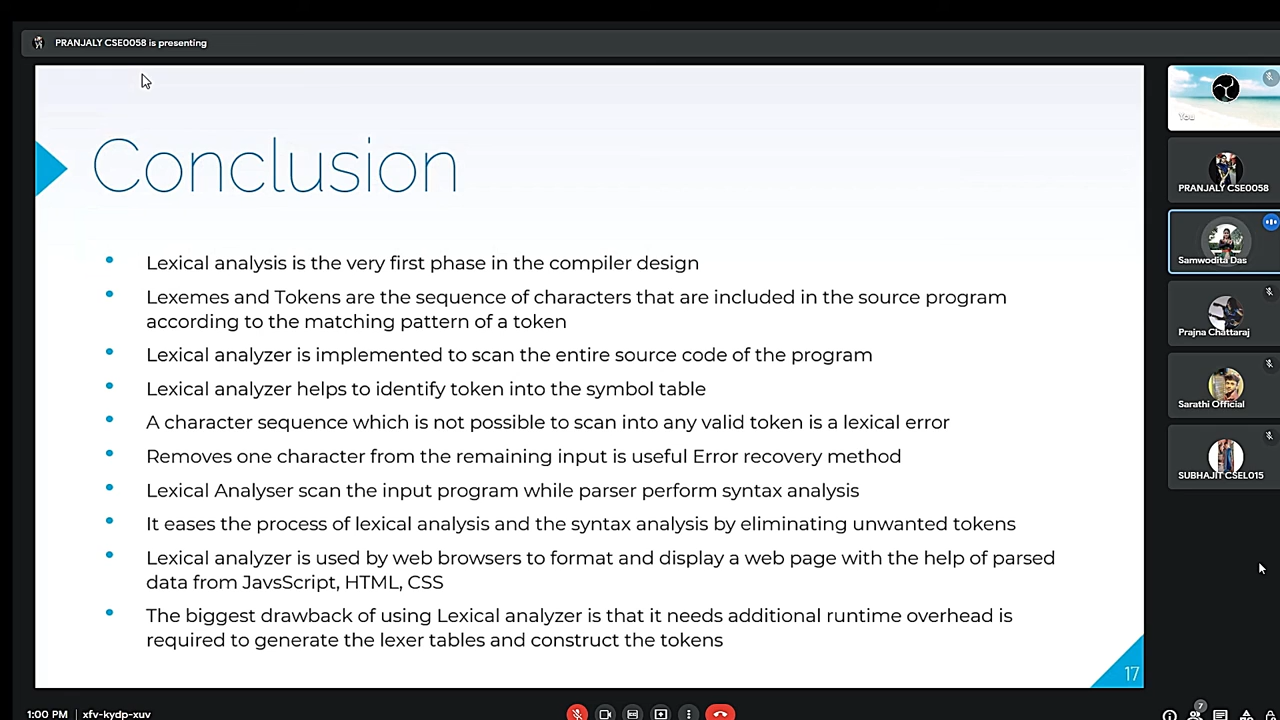 PRANJALY CSE0058 is presenting
Conclusion
Lexical analysis is the very first phase in the compiler design
Lexemes and Tokens are the sequence of characters that are included in the source program
according to the matching pattern of a token
Lexical analyzer is implemented to scan the entire source code of the program
Lexical analyzer helps to identify token into the symbol table
A character sequence which is not possible to scan into any valid token is a lexical error
Removes one character from the remaining input is useful Error recovery method
Lexical Analyser scan the input program while parser perform syntax analysis
It eases the process of lexical analysis and the syntax analysis by eliminating unwanted tokens
Lexical analyzer is used by web browsers to format and display a web page with the help of parsed
data from JavsScript, HTML, CSS
The biggest drawback of using Lexical analyzer is that it needs additional runtime overhead is
required to generate the lexer tables and construct the tokens
17
You
PRANJALY CSE0058
Samwodita Das
Prajna Chattaraj
Sarathi Official
SUBHAJIT CSEL015
1:00 PM | xfv-kydp-xuv
7